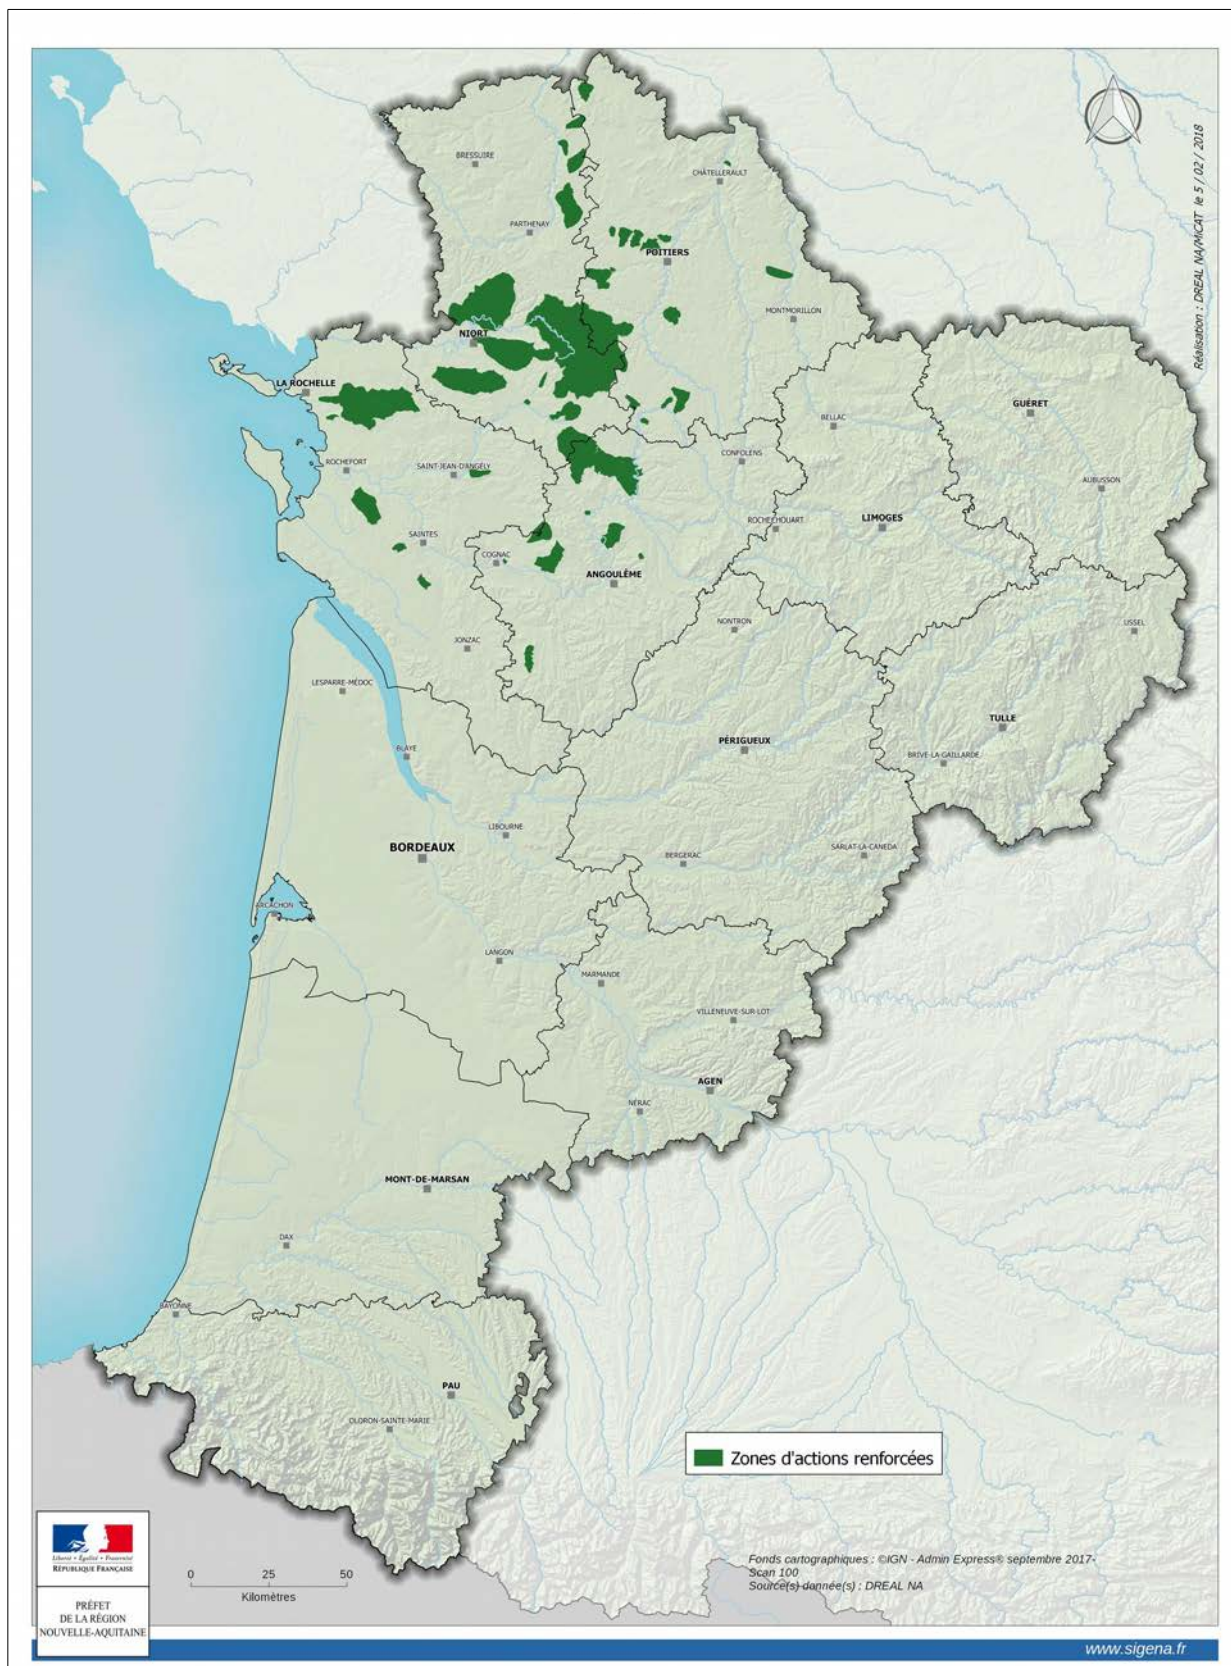 Réalisation : DREAL NA/MICAT le 5 / 02 / 2018
BRESSUIRE
CHÂTELLERAULT
PARTHENAY
POITIERS
MONTMORILLON
NIORT
LA ROCHELLE
GUÉRET
BELLAC
CONFOLENS
ROCHEFORT
SAINT-JEAN-D'ANGÉLY
AUBUSSON
ROCHECHOUART
LIMOGES
SAINTES
COGNAC
ANGOULÊME
NONTRON
USSEL
JONZAC
LESPARRE-MÉDOC
TULLE
PÉRIGUEUX
BLAYE
BRIVE-LA-GAILLARDE
LIBOURNE
BORDEAUX
SARLAT-LA-CANEDA
BERGERAC
ARCACHON
LANGON
MARMANDE
VILLENEUVE-SUR-LOT
AGEN
NÉRAC
MONT-DE-MARSAN
DAX
BAYONNE
PAU
OLORON-SAINTE-MARIE
Zones d'actions renforcées
Liberté • Égalité • Fraternité
RÉPUBLIQUE FRANÇAISE
PRÉFET
DE LA RÉGION
NOUVELLE-AQUITAINE
0 25 50
Kilomètres
Fonds cartographiques : ©IGN - Admin Express® septembre 2017-
Scan 100
Source(s) donnée(s) : DREAL NA
www.sigena.fr